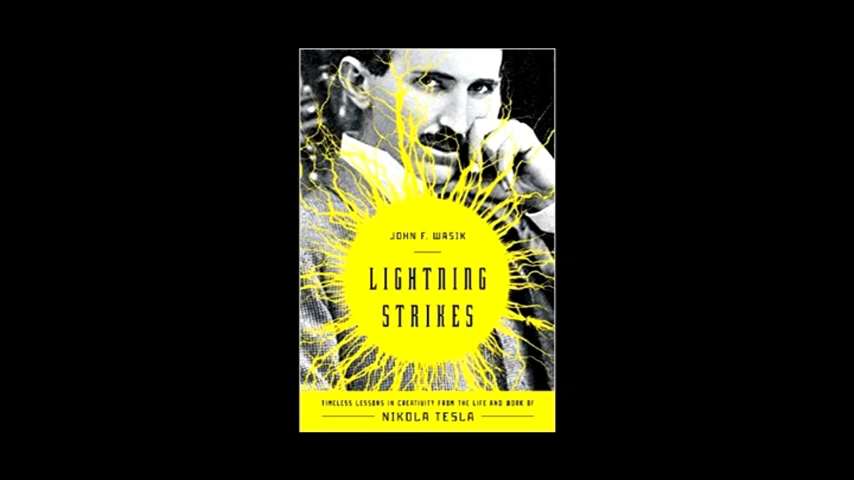 JOHN F. WASIK
LIGHTNING
STRIKES
TIMELESS LESSONS IN CREATIVITY FROM THE LIFE AND WORK OF
NIKOLA TESLA